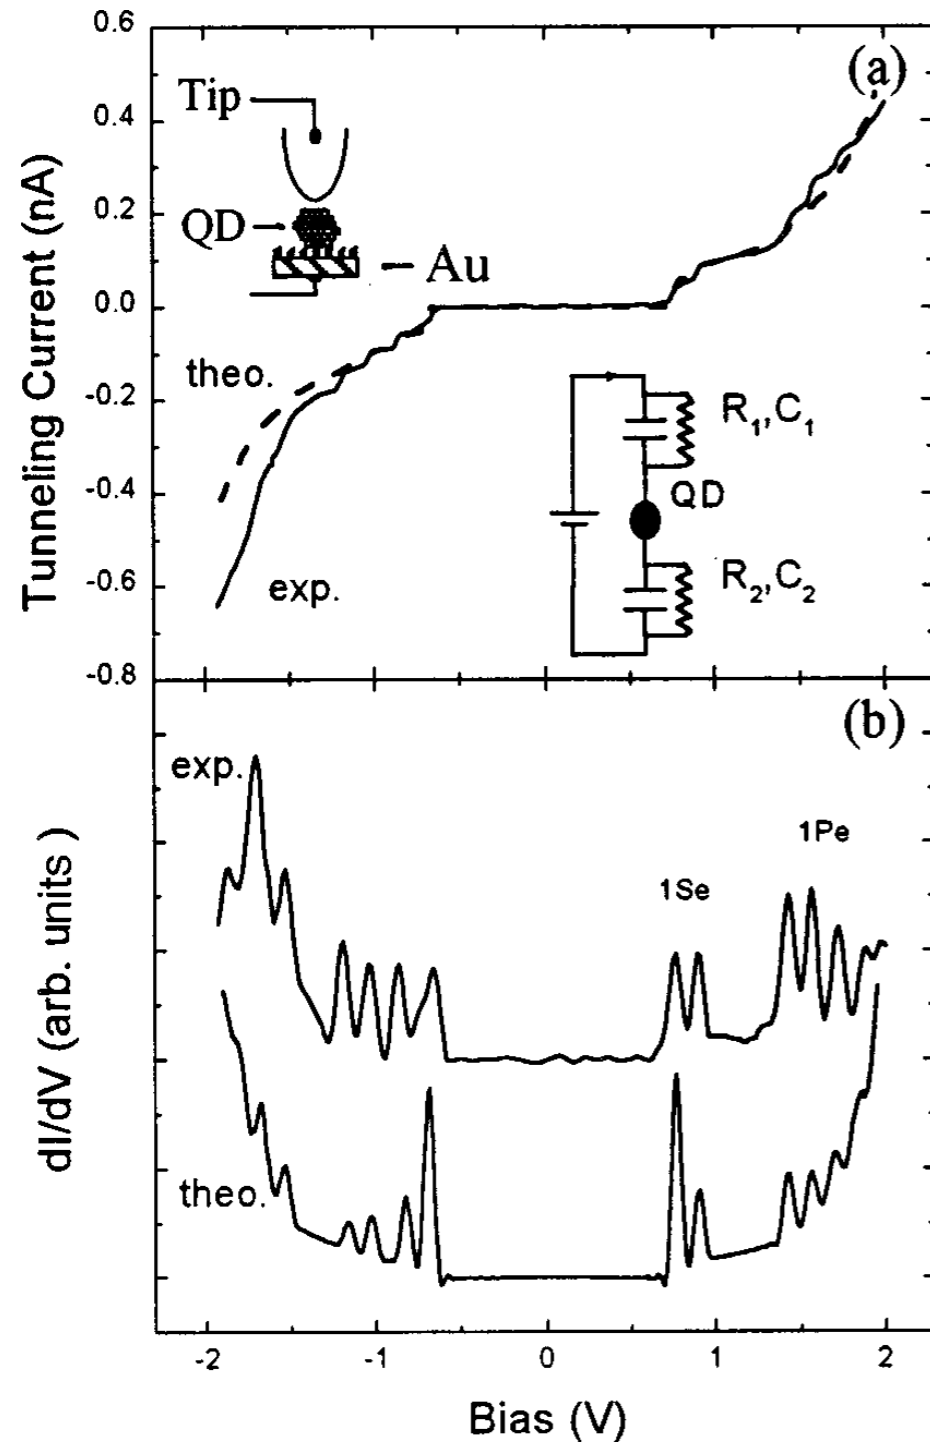 (a)
0.6
0.4
0.2
0.0
-0.2
-0.4
-0.6
-0.8
Tunneling Current (nA)
Tip
QD
Au
theo.
exp.
R1,C1
QD
R2,C2
(b)
exp.
1Se
1Pe
theo.
dI/dV (arb. units )
-2 -1 0 1 2
Bias (V)